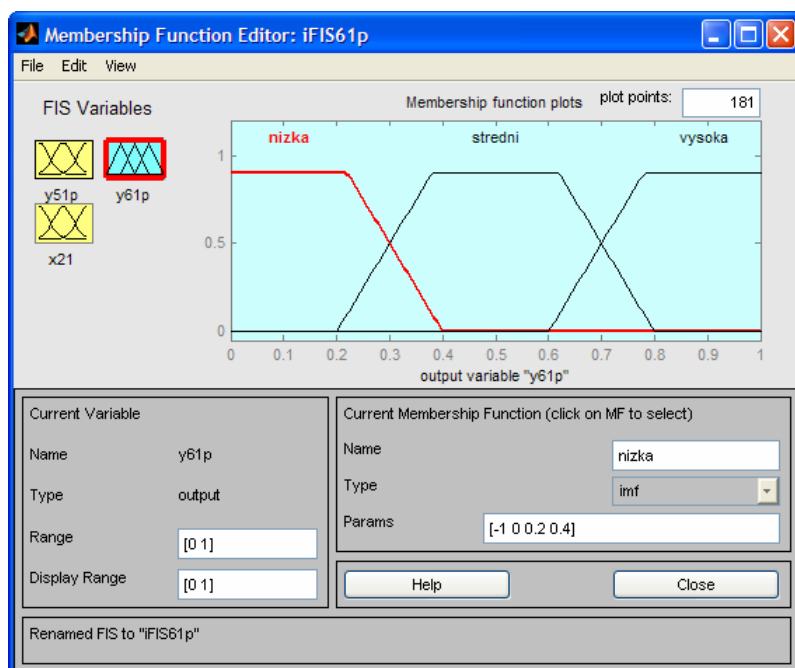 Membership Function Editor: iFIS61p
File Edit View
FIS Variables
Membership function plots plot points: 181
y51p y61p
x21
nizka stredni vysoka
1
0.5
0
0 0.1 0.2 0.3 0.4 0.5 0.6 0.7 0.8 0.9 1
output variable "y61p"
Current Variable
Name y61p
Type output
Range [0 1]
Display Range [0 1]
Current Membership Function (click on MF to select)
Name nizka
Type imf
Params [-1 0 0.2 0.4]
Help Close
Renamed FIS to "iFIS61p"